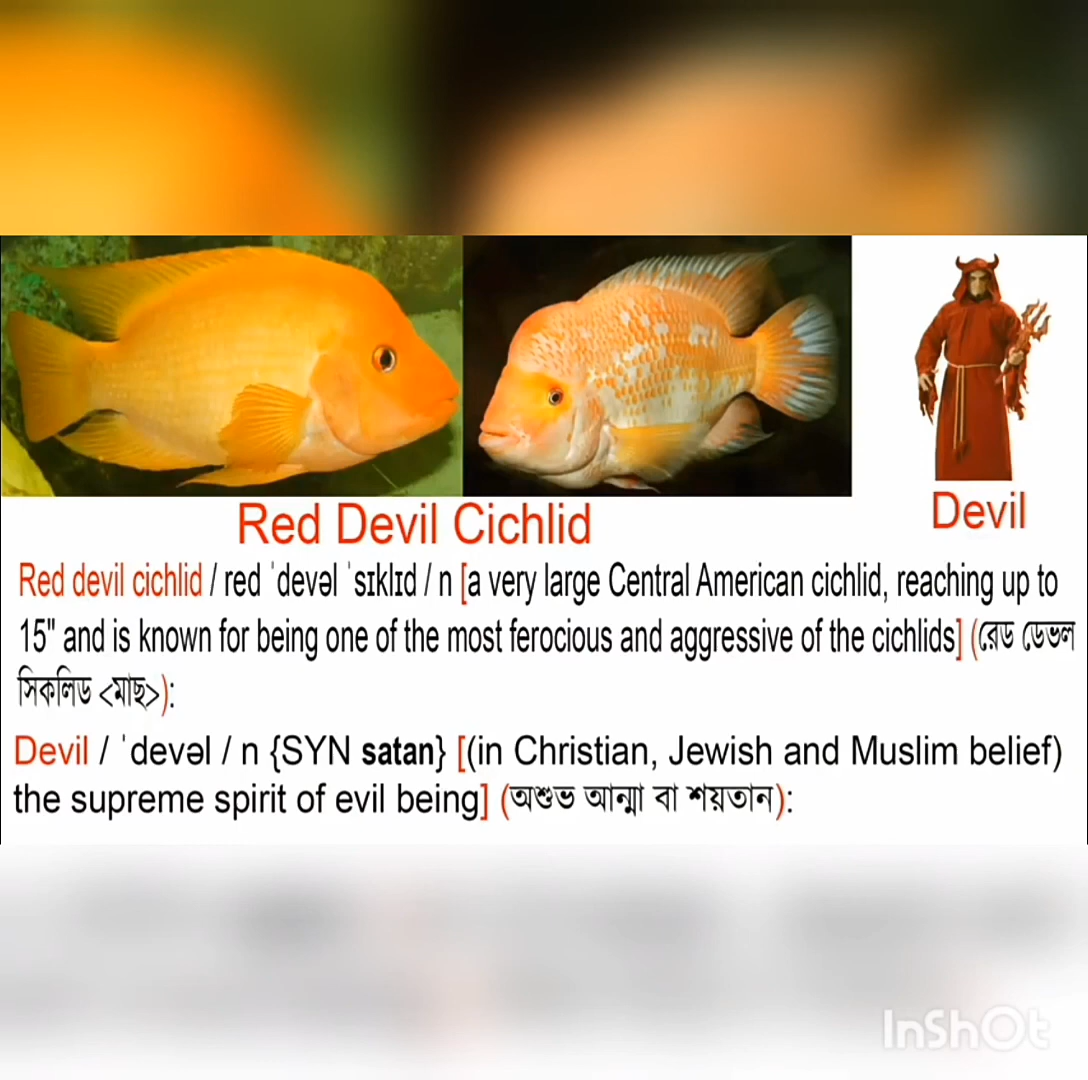 Red Devil Cichlid
Devil
Red devil cichlid / red ˈdevəl ˈsɪklɪd / n [a very large Central American cichlid, reaching up to
15" and is known for being one of the most ferocious and aggressive of the cichlids] (রেড ডেভল
সিকলিড <মাছ>):
Devil / ˈdevəl / n {SYN satan} [(in Christian, Jewish and Muslim belief)
the supreme spirit of evil being] (অশুভ আত্মা বা শয়তান):
InShOt